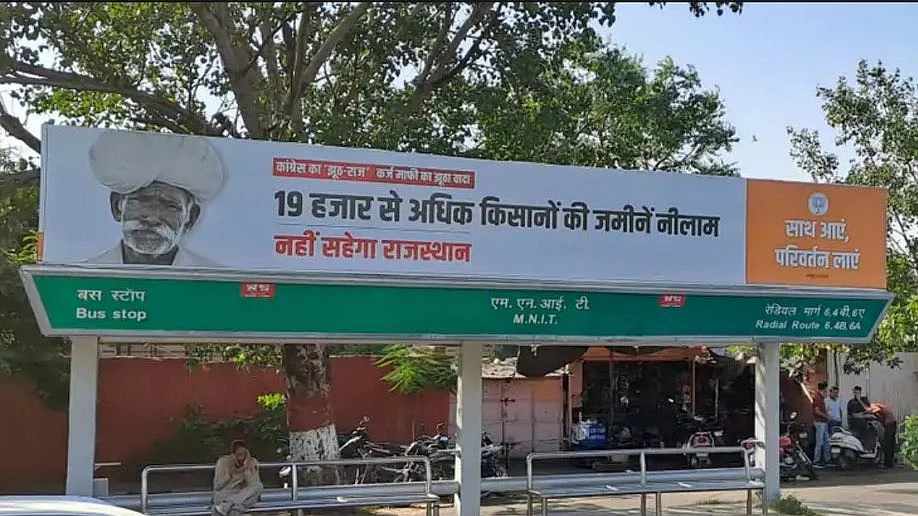 कांग्रेस का 'झूठ-राज' कर्ज माफी का झूठा वादा
19 हजार से अधिक किसानों की जमीनें नीलाम
नहीं सहेगा राजस्थान
साथ आएं,
परिवर्तन लाएं
बस स्टॉप
Bus stop
एम. एन. आई. टी.
M.N.I.T.
रेडियल मार्ग 6,4बी,6ए
Radial Route 6,4B,6A